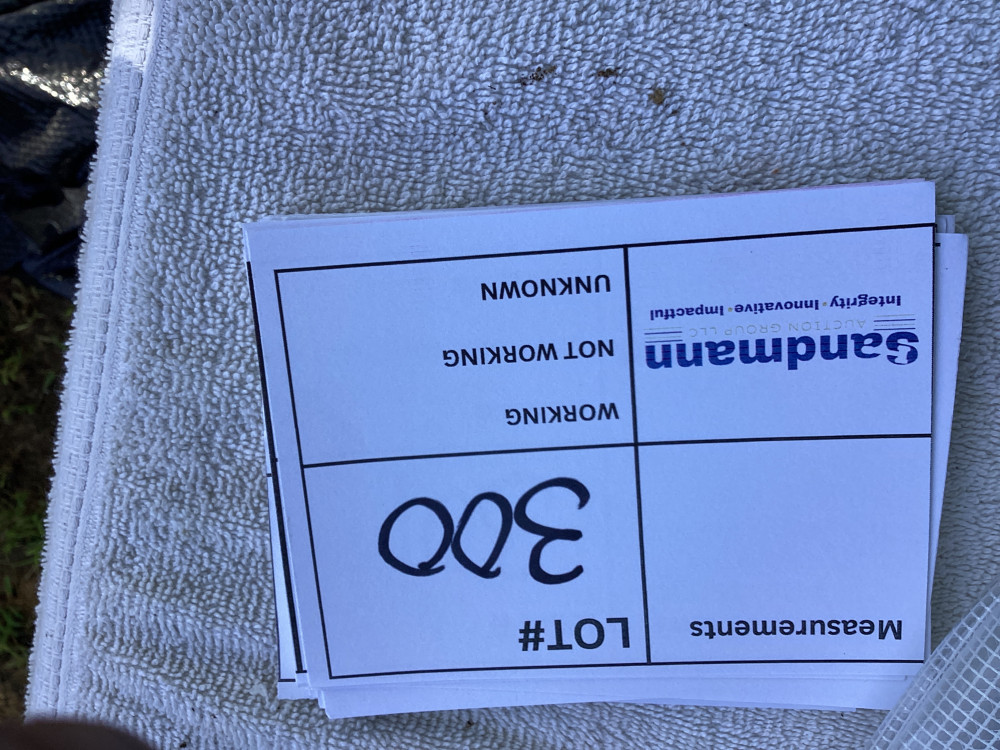 Measurements
LOT#
300
Sandmann
AUCTION GROUP LLC
Integrity · Innovative · Impactful
WORKING
NOT WORKING
UNKNOWN